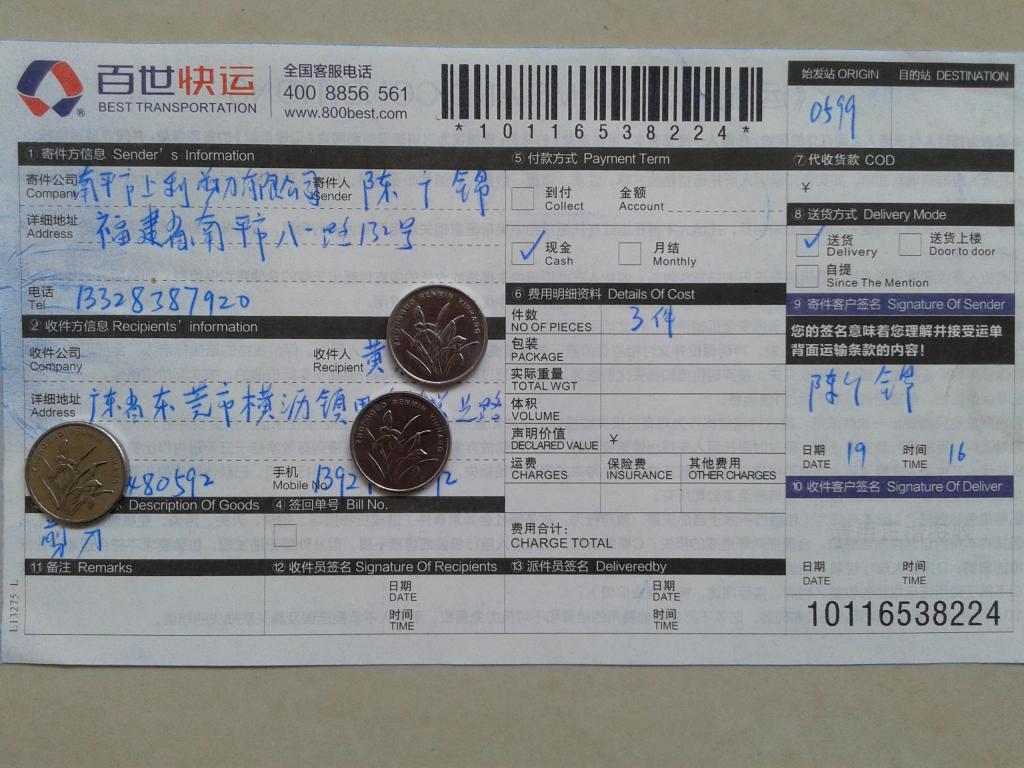 百世快运
BEST TRANSPORTATION
全国客服电话
400 8856 561
www.800best.com
*10116538224*
始发站 ORIGIN 目的站 DESTINATION
0599
① 寄件方信息 Sender's Information
寄件公司 Company 南平市上利剪刀有限公司 寄件人 Sender 陈广锦
详细地址 Address 福建省南平市八一路132号
电话 Tel 13328387920
② 收件方信息 Recipients' information
收件公司 Company 收件人 Recipient 黄
详细地址 Address 广东省东莞市横沥镇
480592 手机 Mobile No
Description Of Goods ④ 签回单号 Bill No.
剪刀
⑪ 备注 Remarks ⑫ 收件员签名 Signature Of Recipients ⑬ 派件员签名 Deliveredby
日期 DATE 日期 DATE
时间 TIME 时间 TIME
L13275 L
⑤ 付款方式 Payment Term
到付 Collect 金额 Account
现金 Cash 月结 Monthly
⑥ 费用明细资料 Details Of Cost
件数 NO OF PIECES 3件
包装 PACKAGE
实际重量 TOTAL WGT
体积 VOLUME
声明价值 DECLARED VALUE ¥
运费 CHARGES 保险费 INSURANCE 其他费用 OTHER CHARGES
费用合计: CHARGE TOTAL
⑦ 代收货款 COD
¥
⑧ 送货方式 Delivery Mode
送货 Delivery 送货上楼 Door to door
自提 Since The Mention
⑨ 寄件客户签名 Signature Of Sender
您的签名意味着您理解并接受运单
背面运输条款的内容!
陈广锦
日期 DATE 19 时间 TIME 16
⑩ 收件客户签名 Signature Of Deliver
日期 DATE 时间 TIME
10116538224